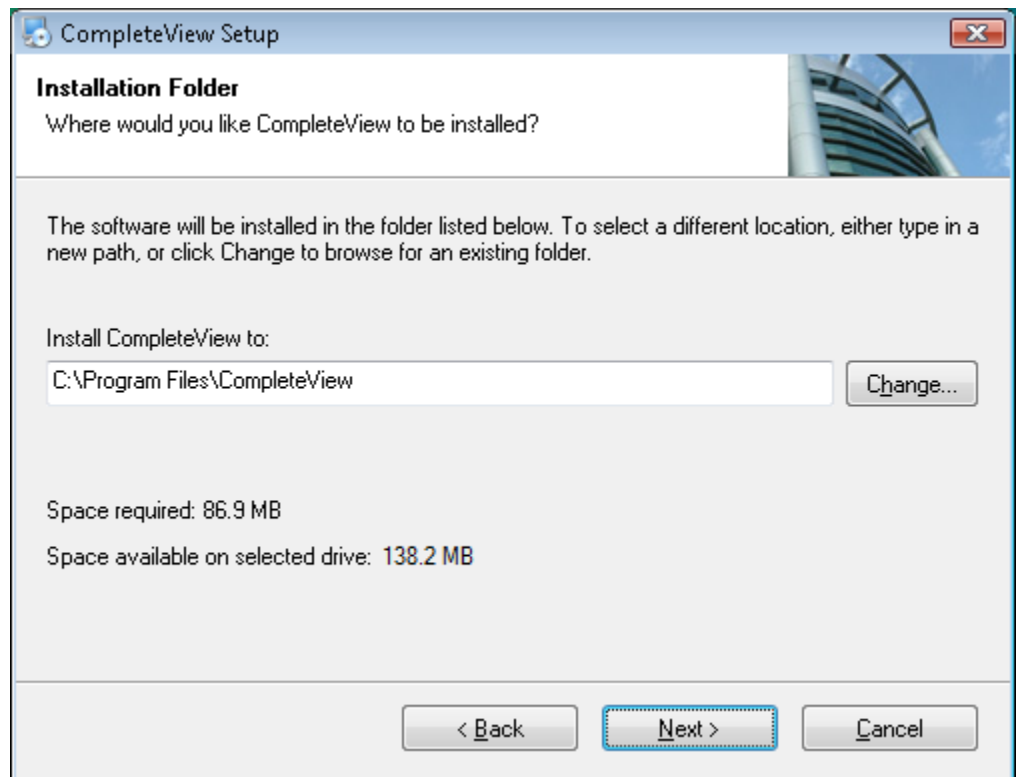 CompleteView Setup
Installation Folder
Where would you like CompleteView to be installed?
The software will be installed in the folder listed below. To select a different location, either type in a
new path, or click Change to browse for an existing folder.
Install CompleteView to:
C:\Program Files\CompleteView
Change...
Space required: 86.9 MB
Space available on selected drive: 138.2 MB
< Back Next > Cancel